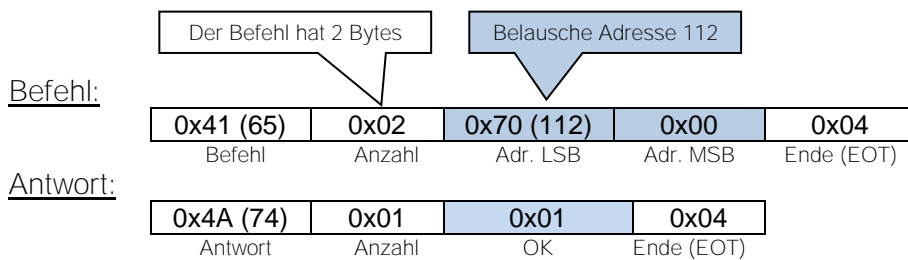 Der Befehl hat 2 Bytes Belausche Adresse 112
Befehl:
0x41 (65) 0x02 0x70 (112) 0x00 0x04
Befehl Anzahl Adr. LSB Adr. MSB Ende (EOT)
Antwort:
0x4A (74) 0x01 0x01 0x04
Antwort Anzahl OK Ende (EOT)